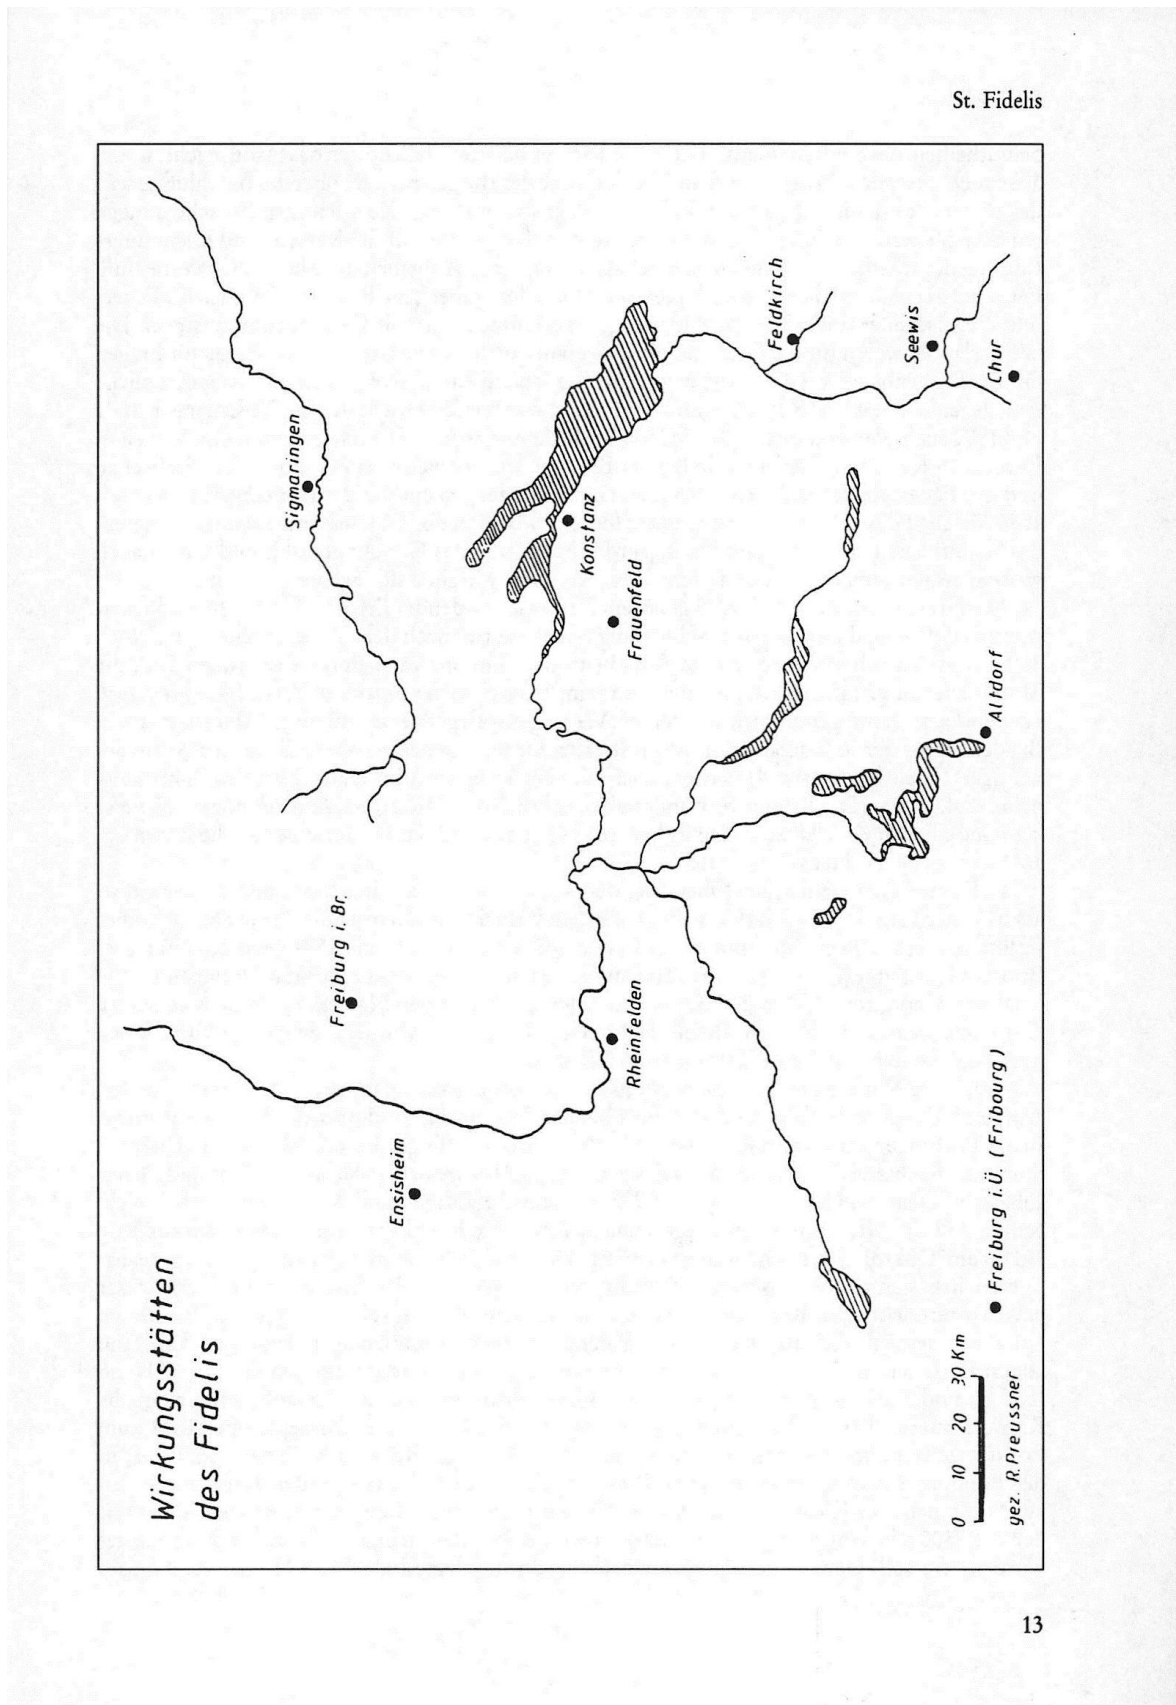 St. Fidelis
Wirkungsstätten
des Fidelis
Sigmaringen
Freiburg i. Br.
Ensisheim
Konstanz
Frauenfeld
Rheinfelden
Feldkirch
Seewis
Chur
Altdorf
Freiburg i. Ü. (Fribourg)
0 10 20 30 Km
gez. R. Preussner
13